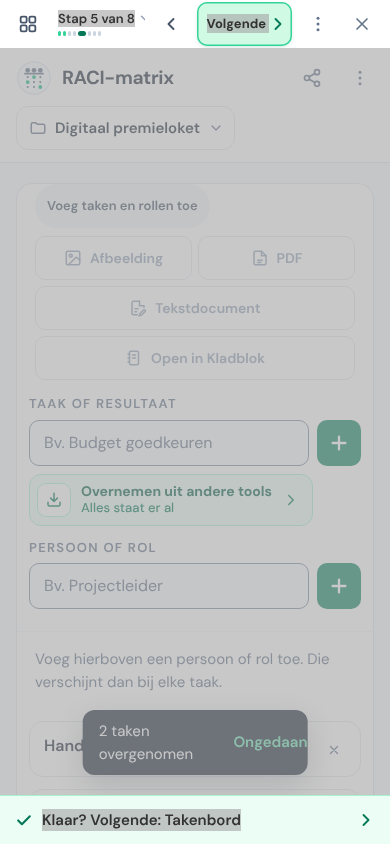 Stap 5 van 8
Volgende
RACI-matrix
Digitaal premieloket
Voeg taken en rollen toe
Afbeelding
PDF
Tekstdocument
Open in Kladblok
TAAK OF RESULTAAT
Bv. Budget goedkeuren
Overnemen uit andere tools
Alles staat er al
PERSOON OF ROL
Bv. Projectleider
Voeg hierboven een persoon of rol toe. Die
verschijnt dan bij elke taak.
2 taken
overgenomen
Ongedaan
Klaar? Volgende: Takenbord